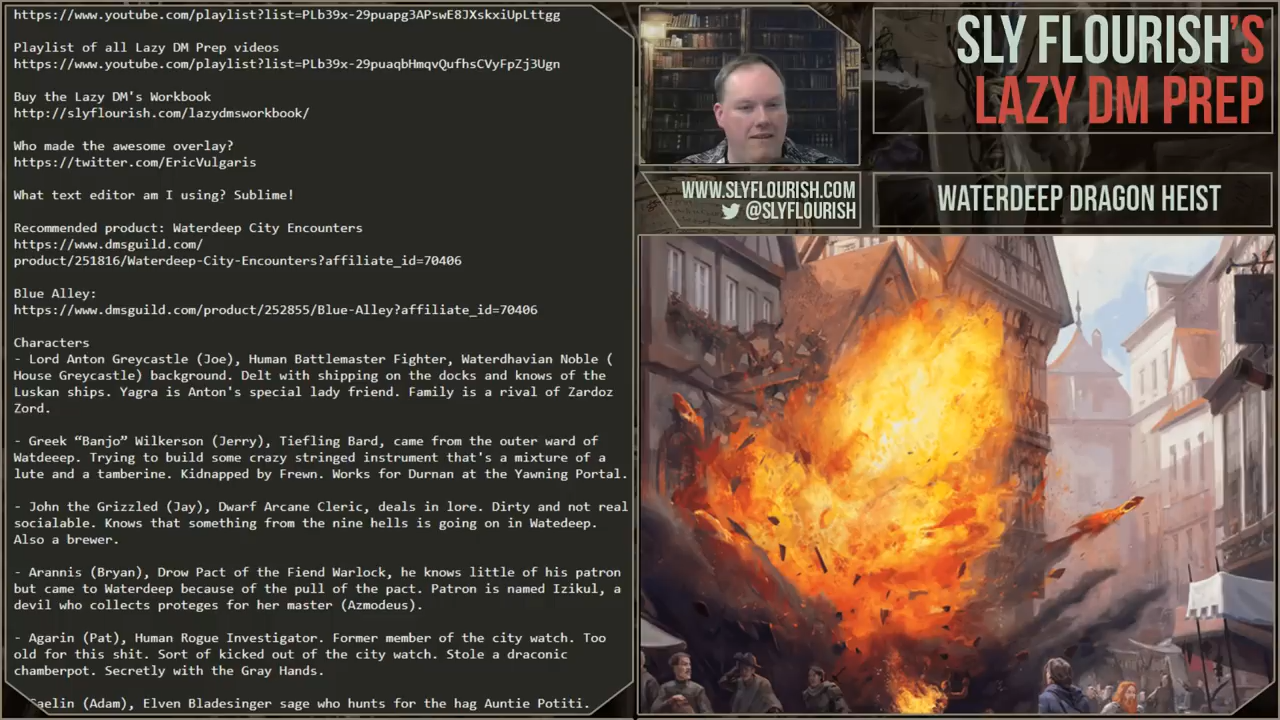 https://www.youtube.com/playlist?list=PLb39x-29puapg3APswE8JXskxiUpLttgg
Playlist of all Lazy DM Prep videos
https://www.youtube.com/playlist?list=PLb39x-29puaqbHmqvQufhsCVyFpZj3Ugn
Buy the Lazy DM's Workbook
http://slyflourish.com/lazydmsworkbook/
Who made the awesome overlay?
https://twitter.com/EricVulgaris
What text editor am I using? Sublime!
Recommended product: Waterdeep City Encounters
https://www.dmsguild.com/
product/251816/Waterdeep-City-Encounters?affiliate_id=70406
Blue Alley:
https://www.dmsguild.com/product/252855/Blue-Alley?affiliate_id=70406
Characters
- Lord Anton Greycastle (Joe), Human Battlemaster Fighter, Waterdhavian Noble (
House Greycastle) background. Delt with shipping on the docks and knows of the
Luskan ships. Yagra is Anton's special lady friend. Family is a rival of Zardoz
Zord.
- Greek “Banjo” Wilkerson (Jerry), Tiefling Bard, came from the outer ward of
Watdeeep. Trying to build some crazy stringed instrument that's a mixture of a
lute and a tamberine. Kidnapped by Frewn. Works for Durnan at the Yawning Portal.
- John the Grizzled (Jay), Dwarf Arcane Cleric, deals in lore. Dirty and not real
socialable. Knows that something from the nine hells is going on in Watedeep.
Also a brewer.
- Arannis (Bryan), Drow Pact of the Fiend Warlock, he knows little of his patron
but came to Waterdeep because of the pull of the pact. Patron is named Izikul, a
devil who collects proteges for her master (Azmodeus).
- Agarin (Pat), Human Rogue Investigator. Former member of the city watch. Too
old for this shit. Sort of kicked out of the city watch. Stole a draconic
chamberpot. Secretly with the Gray Hands.
aelin (Adam), Elven Bladesinger sage who hunts for the hag Auntie Potiti.
SLY FLOURISH'S
LAZY DM PREP
WWW.SLYFLOURISH.COM
@SLYFLOURISH
WATERDEEP DRAGON HEIST